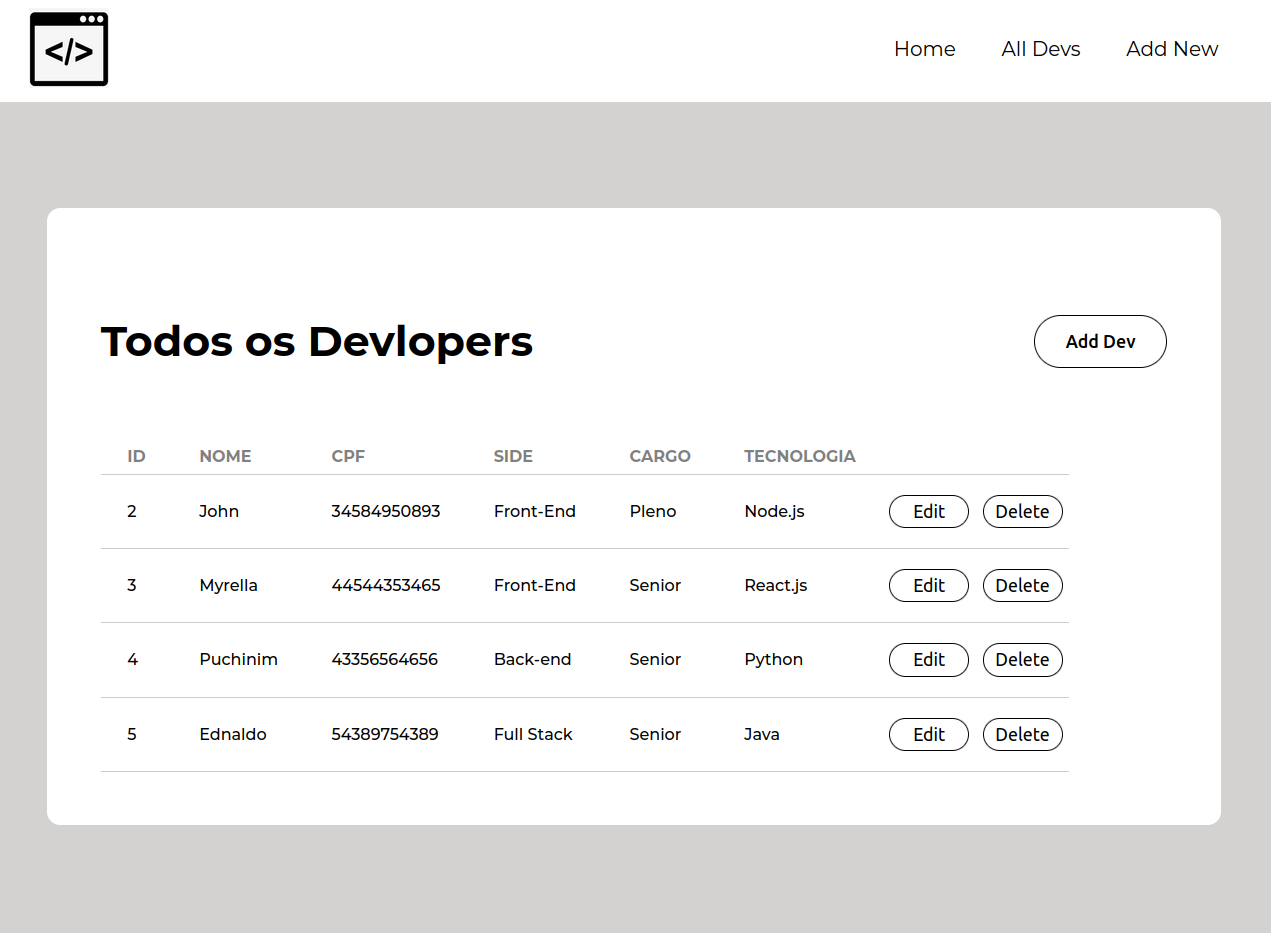 </>
Home All Devs Add New
Todos os Devlopers
Add Dev
ID NOME CPF SIDE CARGO TECNOLOGIA
2 John 34584950893 Front-End Pleno Node.js Edit Delete
3 Myrella 44544353465 Front-End Senior React.js Edit Delete
4 Puchinim 43356564656 Back-end Senior Python Edit Delete
5 Ednaldo 54389754389 Full Stack Senior Java Edit Delete